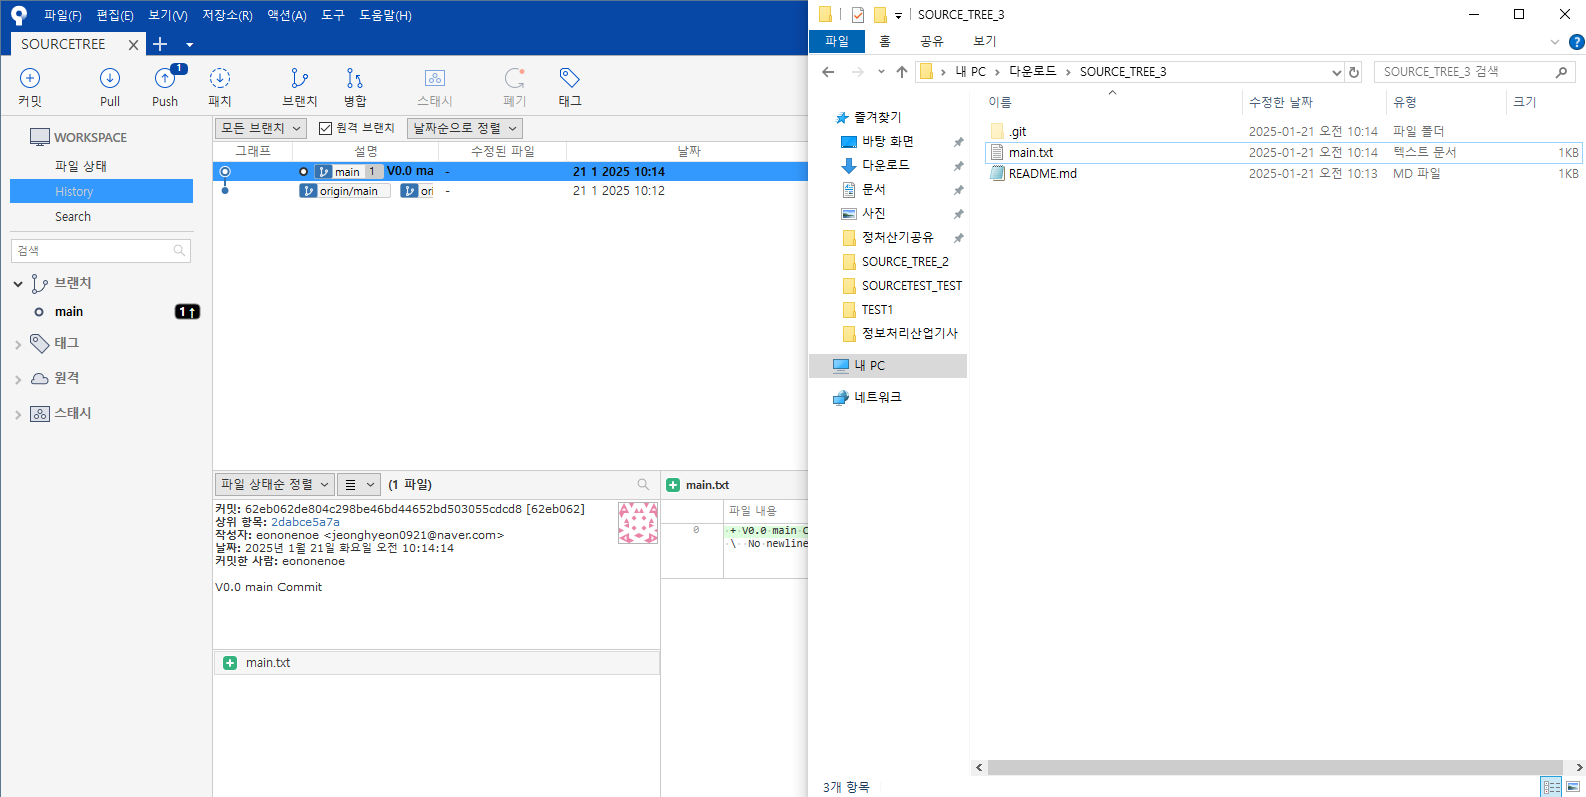 파일(F) 편집(E) 보기(V) 저장소(R) 액션(A) 도구 도움말(H)
SOURCETREE
커밋 Pull Push 1 패치 브랜치 병합 스태시 폐기 태그
WORKSPACE
파일 상태
History
Search
검색
브랜치
main 1↑
태그
원격
스태시
모든 브랜치 원격 브랜치 날짜순으로 정렬
그래프 설명 수정된 파일 날짜
main 1 V0.0 ma - 21 1 2025 10:14
origin/main ori - 21 1 2025 10:12
파일 상태순 정렬 (1 파일)
커밋: 62eb062de804c298be46bd44652bd503055cdcd8 [62eb062]
상위 항목: 2dabce5a7a
작성자: eononenoe <jeonghyeon0921@naver.com>
날짜: 2025년 1월 21일 화요일 오전 10:14:14
커밋한 사람: eononenoe
V0.0 main Commit
main.txt
main.txt
파일 내용
0 + V0.0 main C
\ No newline
SOURCE_TREE_3
파일 홈 공유 보기
내 PC > 다운로드 > SOURCE_TREE_3
SOURCE_TREE_3 검색
즐겨찾기
바탕 화면
다운로드
문서
사진
정처산기공유
SOURCE_TREE_2
SOURCETEST_TEST
TEST1
정보처리산업기사
내 PC
네트워크
이름 수정한 날짜 유형 크기
.git 2025-01-21 오전 10:14 파일 폴더
main.txt 2025-01-21 오전 10:14 텍스트 문서 1KB
README.md 2025-01-21 오전 10:13 MD 파일 1KB
3개 항목